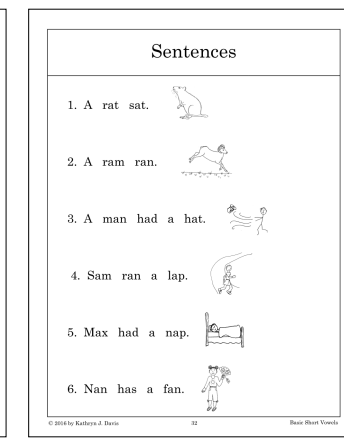 Sentences
1. A rat sat.
2. A ram ran.
3. A man had a hat.
4. Sam ran a lap.
5. Max had a nap.
6. Nan has a fan.
© 2016 by Kathryn J. Davis 32 Basic Short Vowels